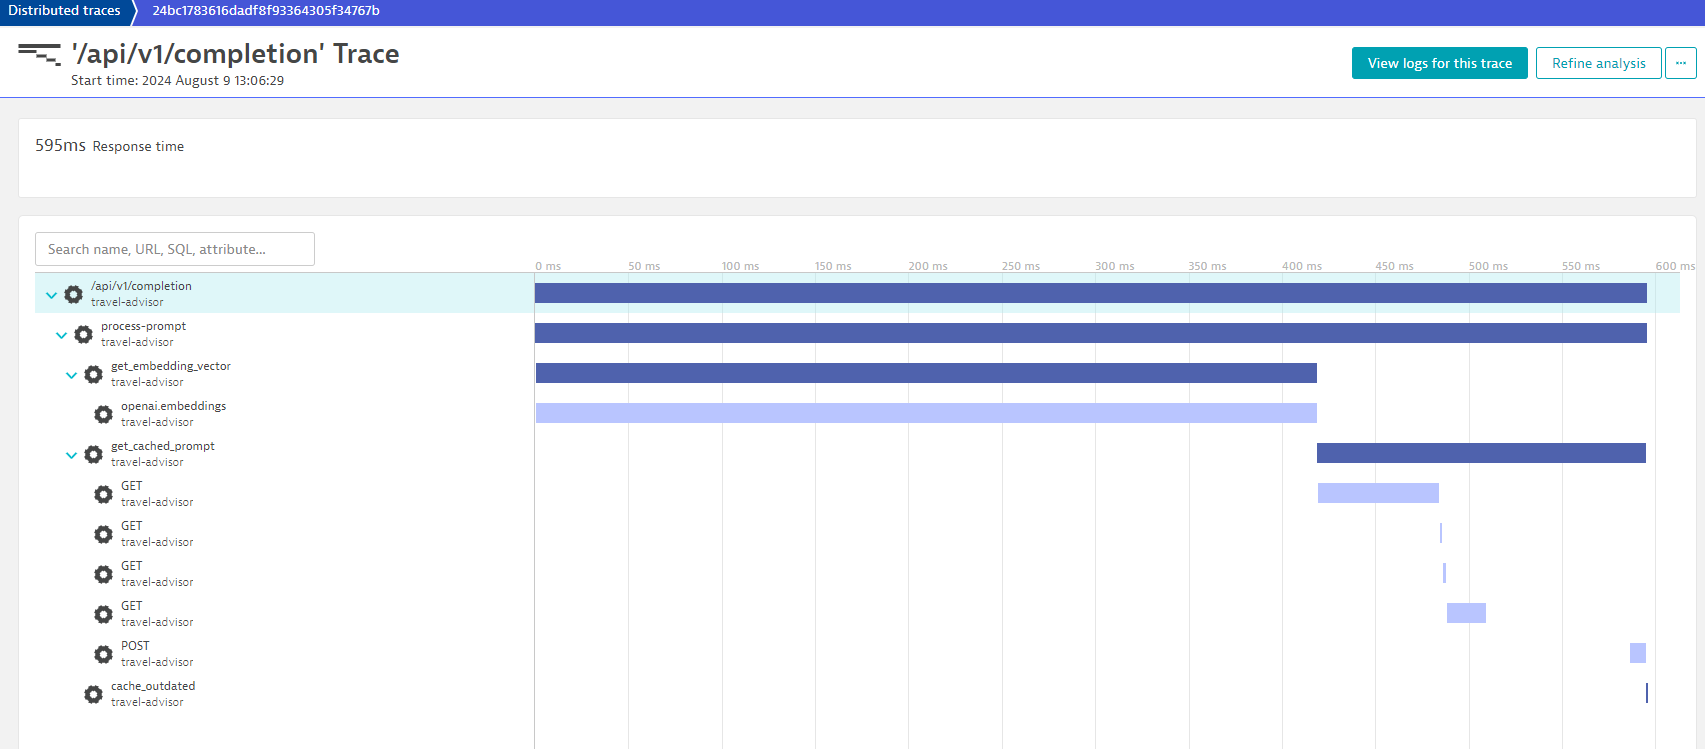 Distributed traces 24bc1783616dadf8f93364305f34767b
'/api/v1/completion' Trace
Start time: 2024 August 9 13:06:29
View logs for this trace
Refine analysis
...
595ms Response time
Search name, URL, SQL, attribute...
0 ms 50 ms 100 ms 150 ms 200 ms 250 ms 300 ms 350 ms 400 ms 450 ms 500 ms 550 ms 600 ms
/api/v1/completion
travel-advisor
process-prompt
travel-advisor
get_embedding_vector
travel-advisor
openai.embeddings
travel-advisor
get_cached_prompt
travel-advisor
GET
travel-advisor
GET
travel-advisor
GET
travel-advisor
GET
travel-advisor
POST
travel-advisor
cache_outdated
travel-advisor